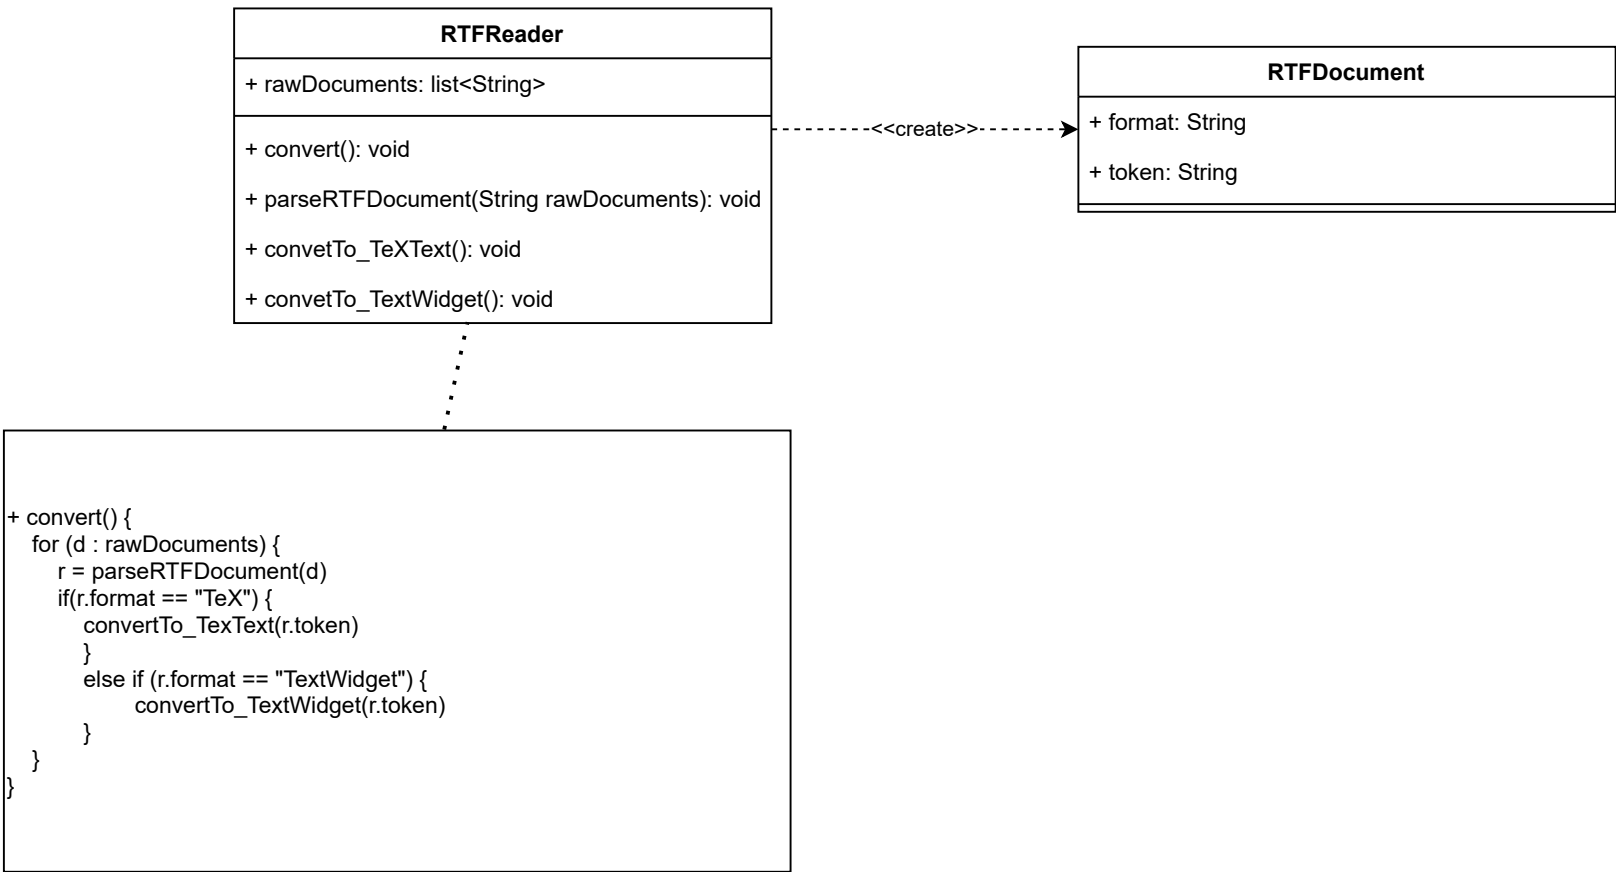 RTFReader
+ rawDocuments: list<String>
+ convert(): void
+ parseRTFDocument(String rawDocuments): void
+ convetTo_TeXText(): void
+ convetTo_TextWidget(): void
<<create>>
RTFDocument
+ format: String
+ token: String
+ convert() {
for (d : rawDocuments) {
r = parseRTFDocument(d)
if(r.format == "TeX") {
convertTo_TexText(r.token)
}
else if (r.format == "TextWidget") {
convertTo_TextWidget(r.token)
}
}
}